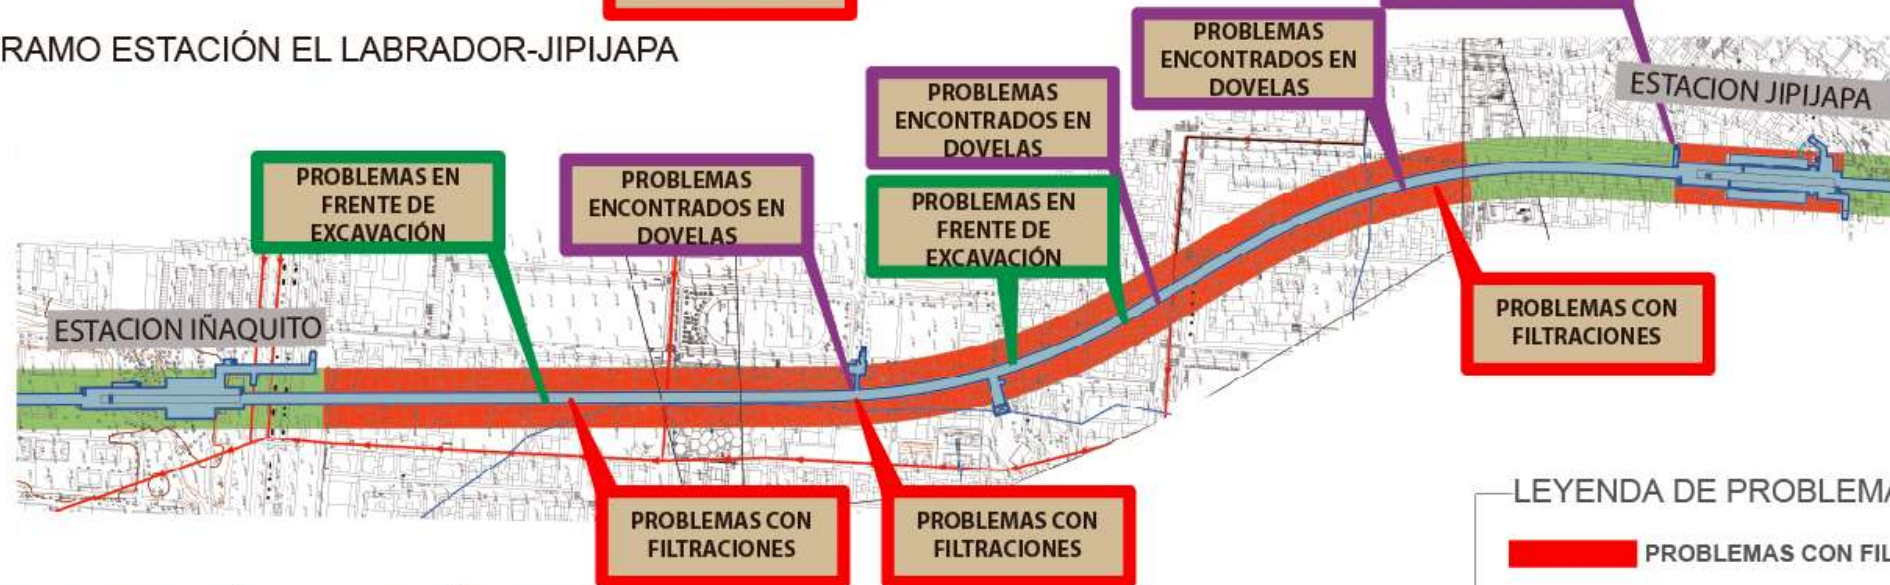 RAMO ESTACIÓN EL LABRADOR-JIPIJAPA
PROBLEMAS
ENCONTRADOS EN
DOVELAS
ESTACION JIPIJAPA
PROBLEMAS
ENCONTRADOS EN
DOVELAS
PROBLEMAS EN
FRENTE DE
EXCAVACIÓN
PROBLEMAS
ENCONTRADOS EN
DOVELAS
PROBLEMAS EN
FRENTE DE
EXCAVACIÓN
ESTACION IÑAQUITO
PROBLEMAS CON
FILTRACIONES
PROBLEMAS CON
FILTRACIONES
PROBLEMAS CON
FILTRACIONES
LEYENDA DE PROBLEMA
PROBLEMAS CON FIL